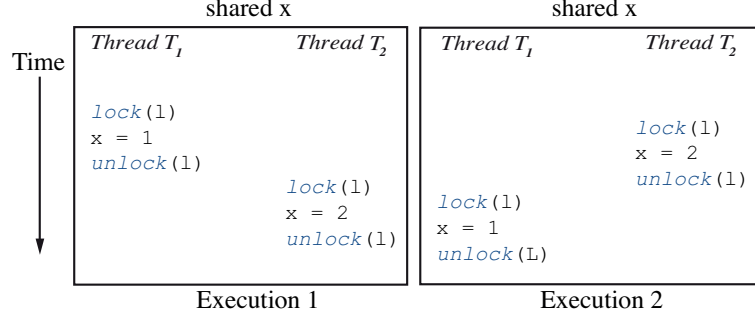 shared x
shared x
Time
Thread T1
Thread T2
lock(l)
x = 1
unlock(l)
lock(l)
x = 2
unlock(l)
Execution 1
Thread T1
Thread T2
lock(l)
x = 2
unlock(l)
lock(l)
x = 1
unlock(L)
Execution 2